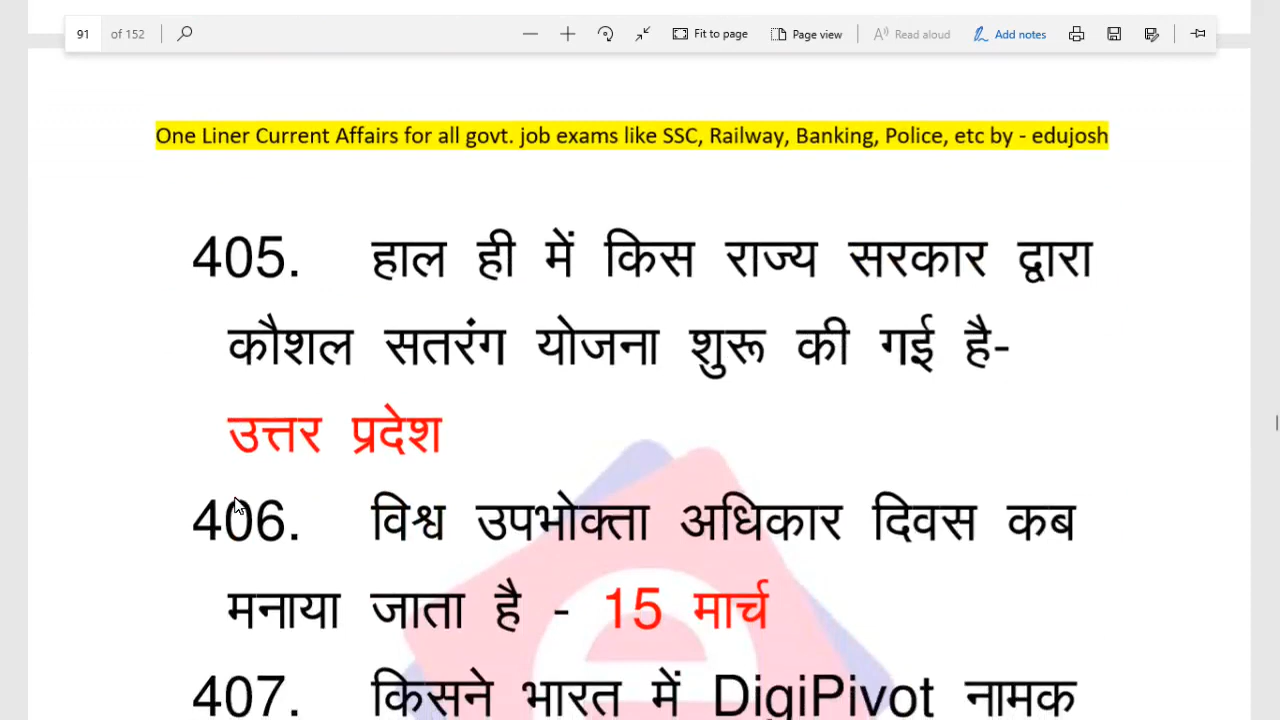 91 of 152 Fit to page Page view Read aloud Add notes
One Liner Current Affairs for all govt. job exams like SSC, Railway, Banking, Police, etc by - edujosh
405. हाल ही में किस राज्य सरकार द्वारा
कौशल सतरंग योजना शुरू की गई है-
उत्तर प्रदेश
406. विश्व उपभोक्ता अधिकार दिवस कब
मनाया जाता है - 15 मार्च
407. किसने भारत में DigiPivot नामक